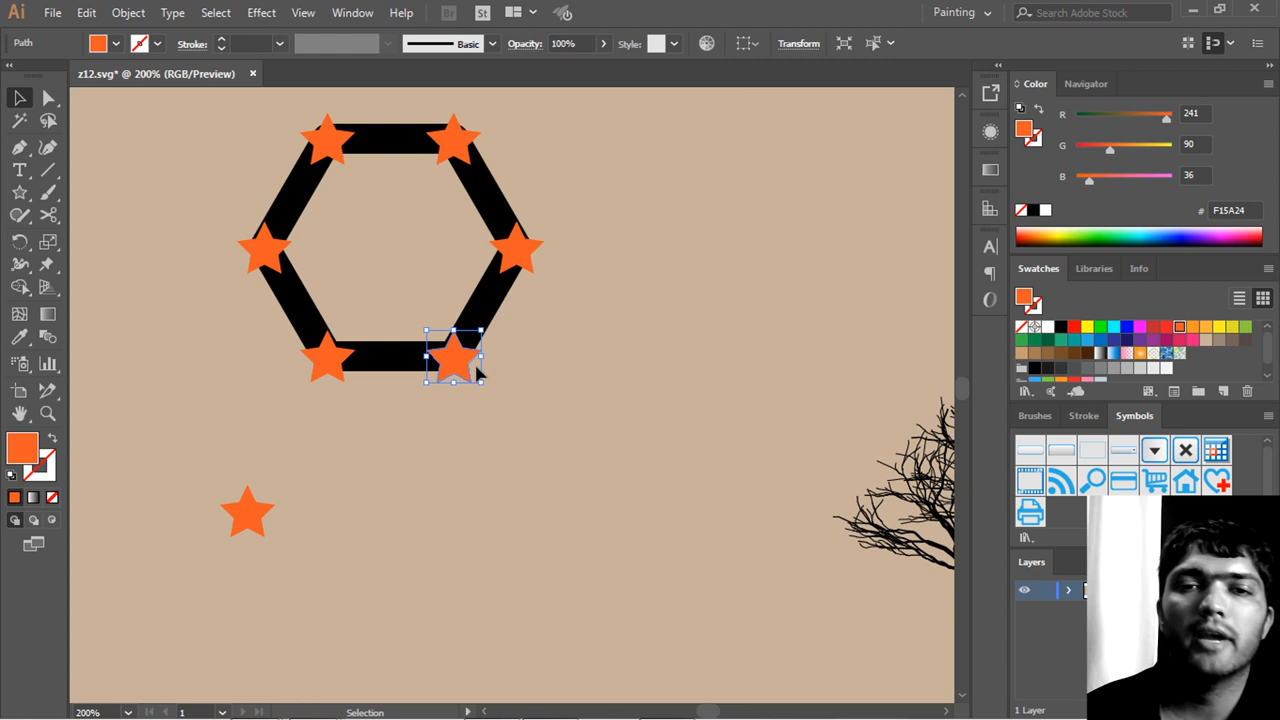 Ai File Edit Object Type Select Effect View Window Help Br St Painting Search Adobe Stock
Path Stroke: Basic Opacity: 100% Style: Transform
z12.svg* @ 200% (RGB/Preview) ×
Color Navigator
R 241
G 90
B 36
# F15A24
Swatches Libraries Info
Brushes Stroke Symbols
Layers
1 Layer
200% 1 Selection